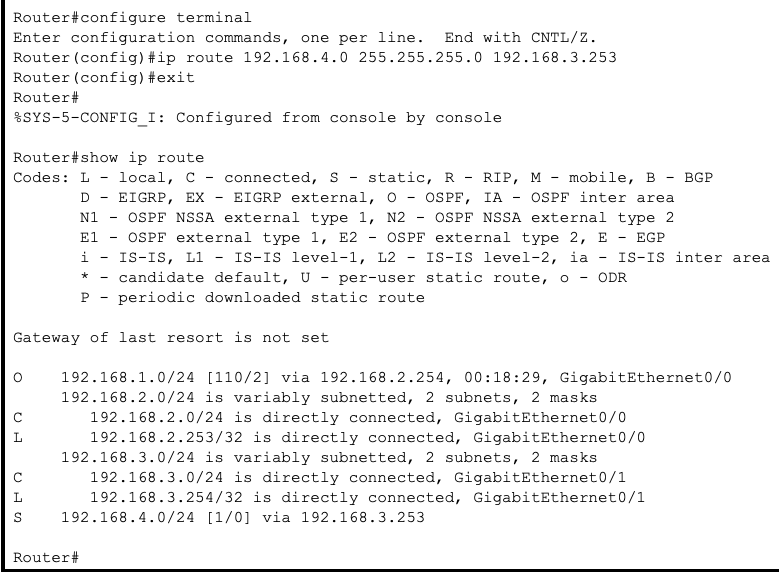 Router#configure terminal
Enter configuration commands, one per line.  End with CNTL/Z.
Router(config)#ip route 192.168.4.0 255.255.255.0 192.168.3.253
Router(config)#exit
Router#
%SYS-5-CONFIG_I: Configured from console by console

Router#show ip route
Codes: L - local, C - connected, S - static, R - RIP, M - mobile, B - BGP
       D - EIGRP, EX - EIGRP external, O - OSPF, IA - OSPF inter area
       N1 - OSPF NSSA external type 1, N2 - OSPF NSSA external type 2
       E1 - OSPF external type 1, E2 - OSPF external type 2, E - EGP
       i - IS-IS, L1 - IS-IS level-1, L2 - IS-IS level-2, ia - IS-IS inter area
       * - candidate default, U - per-user static route, o - ODR
       P - periodic downloaded static route

Gateway of last resort is not set

O    192.168.1.0/24 [110/2] via 192.168.2.254, 00:18:29, GigabitEthernet0/0
     192.168.2.0/24 is variably subnetted, 2 subnets, 2 masks
C       192.168.2.0/24 is directly connected, GigabitEthernet0/0
L       192.168.2.253/32 is directly connected, GigabitEthernet0/0
     192.168.3.0/24 is variably subnetted, 2 subnets, 2 masks
C       192.168.3.0/24 is directly connected, GigabitEthernet0/1
L       192.168.3.254/32 is directly connected, GigabitEthernet0/1
S    192.168.4.0/24 [1/0] via 192.168.3.253

Router#